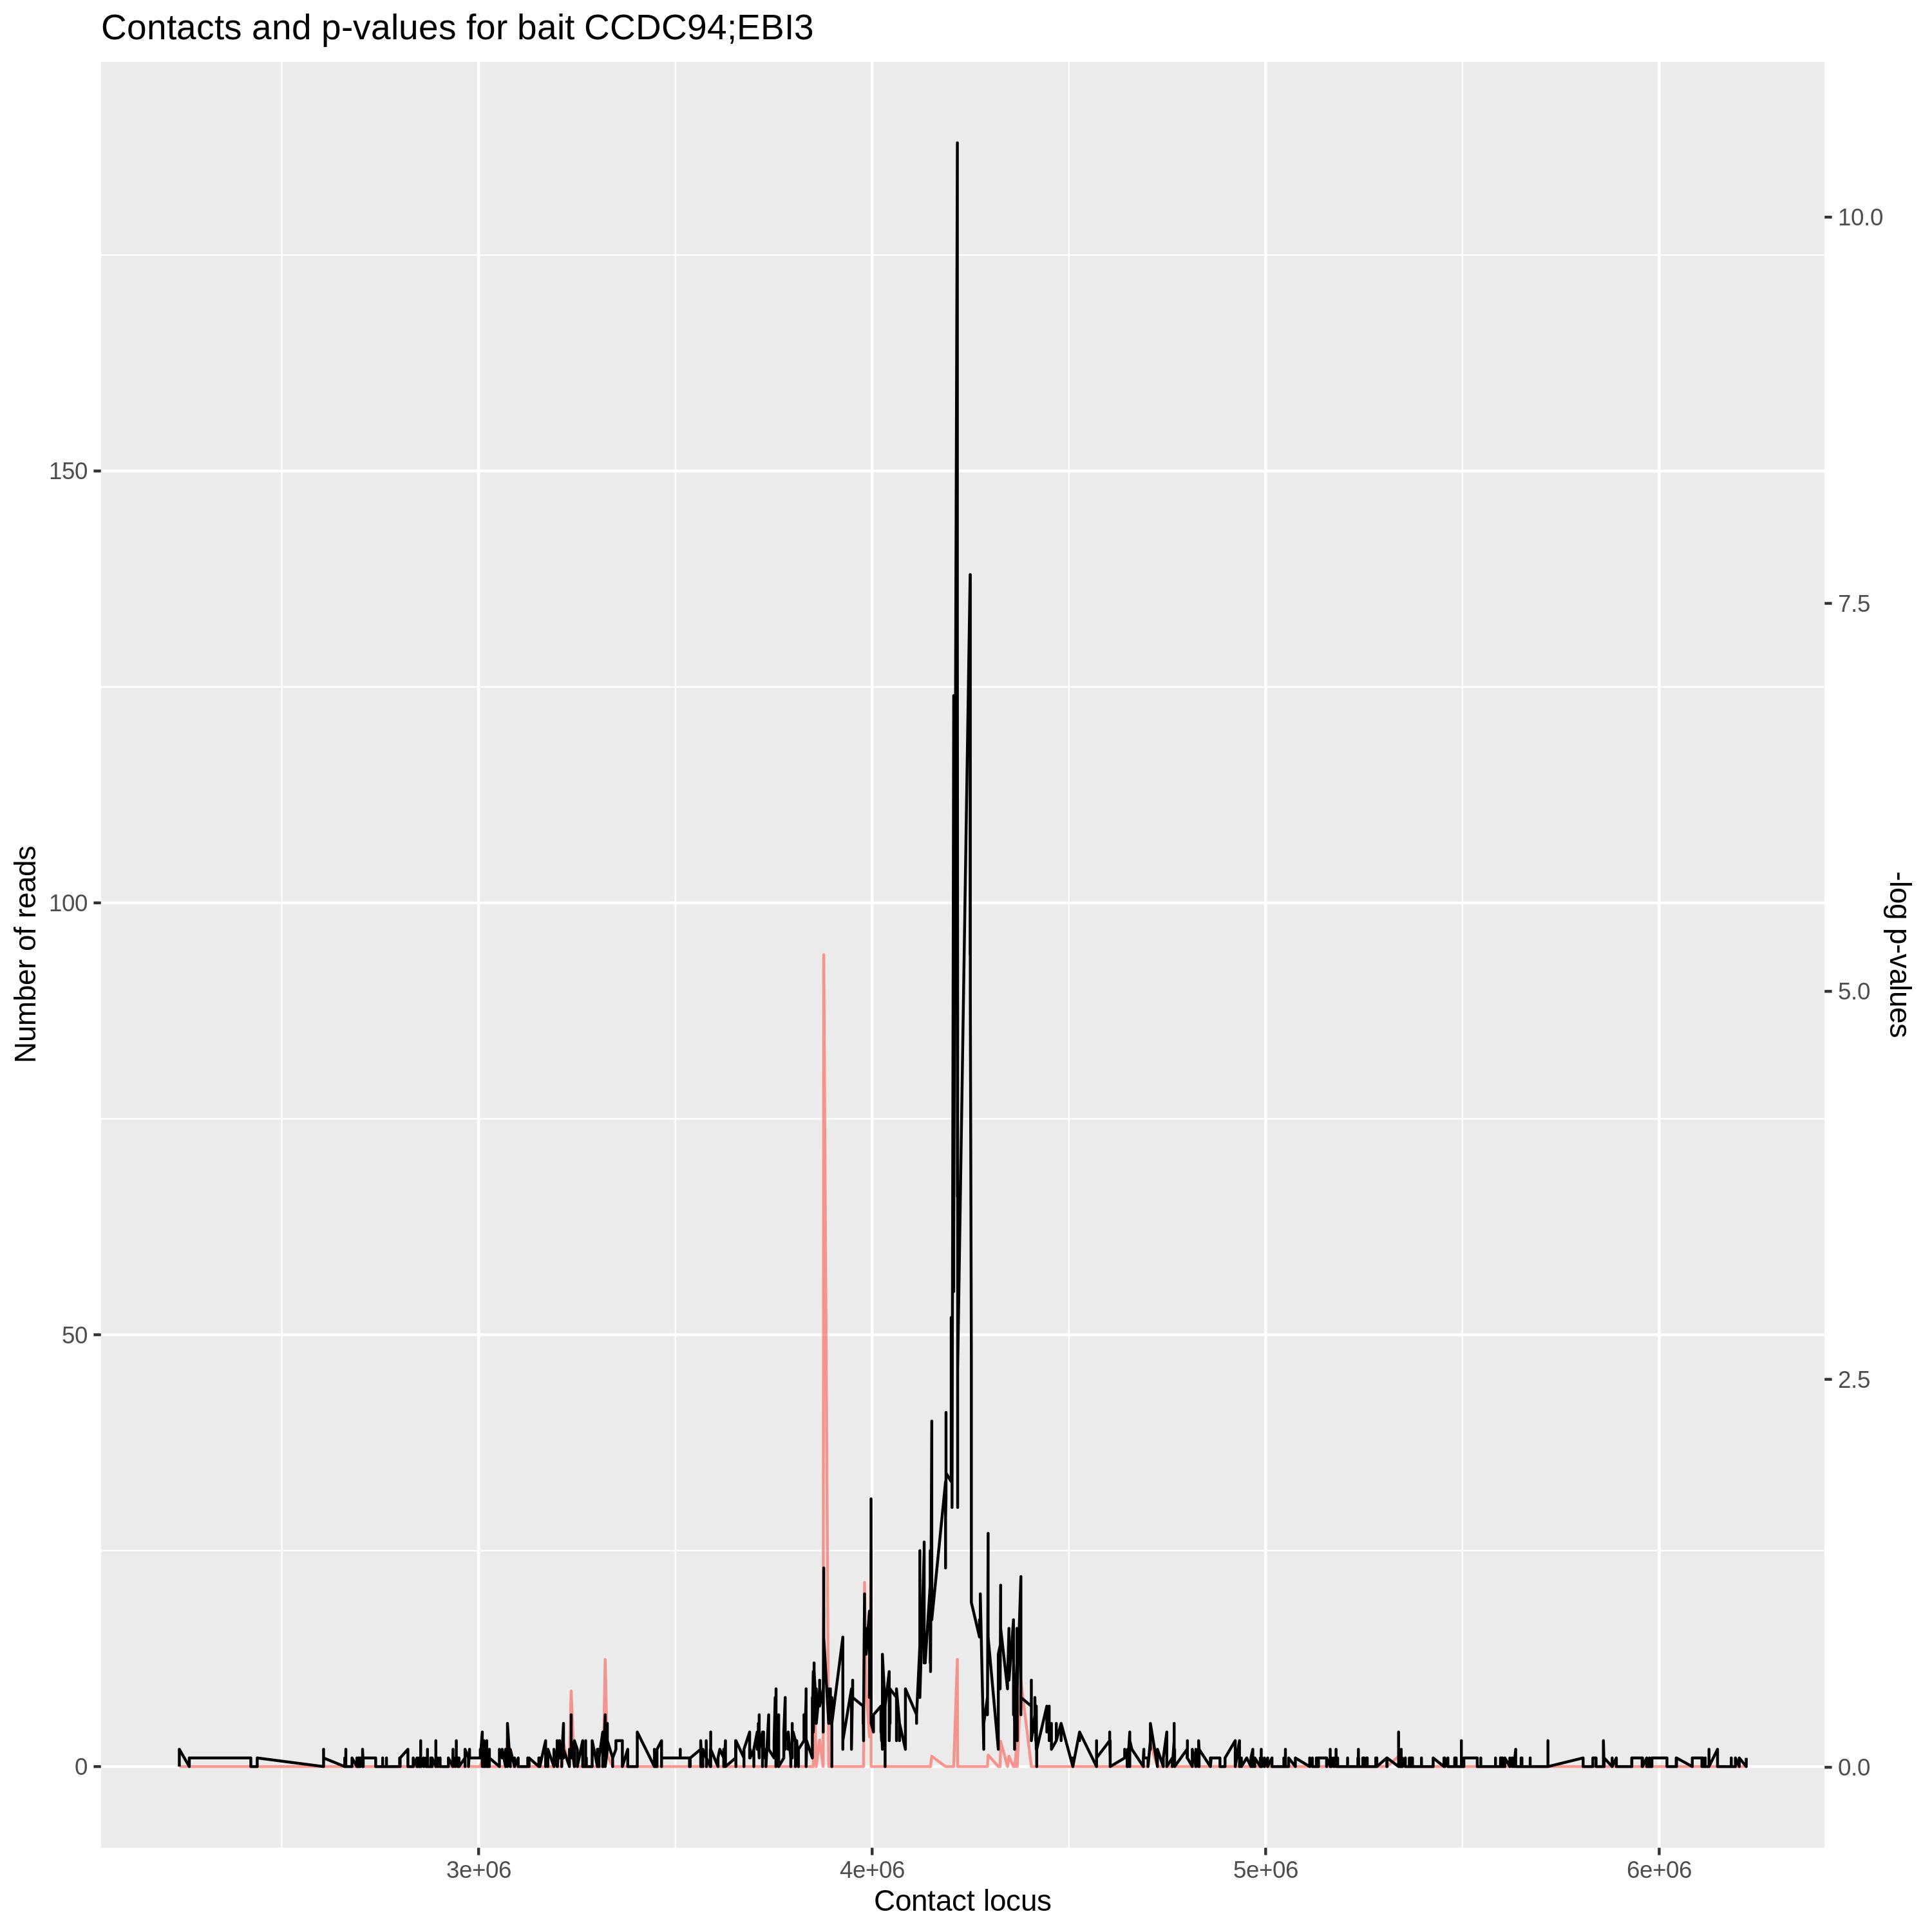 Contacts and p-values for bait CCDC94;EBI3
Number of reads
150
100
50
0
10.0
7.5
5.0
2.5
0.0
-log p-values
3e+06
4e+06
5e+06
6e+06
Contact locus